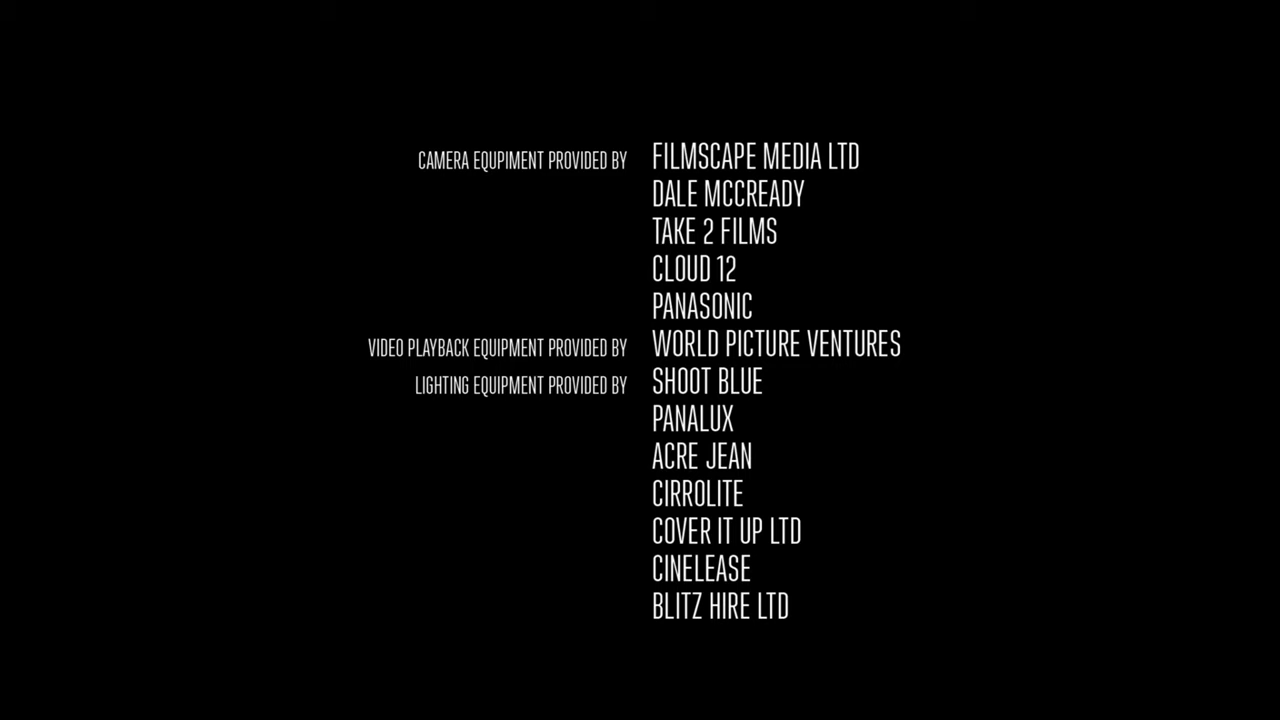 CAMERA EQUPIMENT PROVIDED BY FILMSCAPE MEDIA LTD
DALE MCCREADY
TAKE 2 FILMS
CLOUD 12
PANASONIC
VIDEO PLAYBACK EQUIPMENT PROVIDED BY WORLD PICTURE VENTURES
LIGHTING EQUIPMENT PROVIDED BY SHOOT BLUE
PANALUX
ACRE JEAN
CIRROLITE
COVER IT UP LTD
CINELEASE
BLITZ HIRE LTD